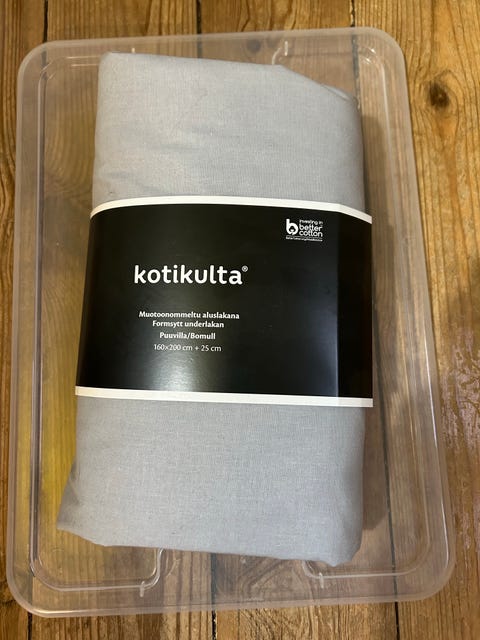 investing in
better
cotton
kotikulta®
Muotoonommeltu aluslakana
Formsytt underlakan
Puuvilla/Bomull
160×200 cm + 25 cm